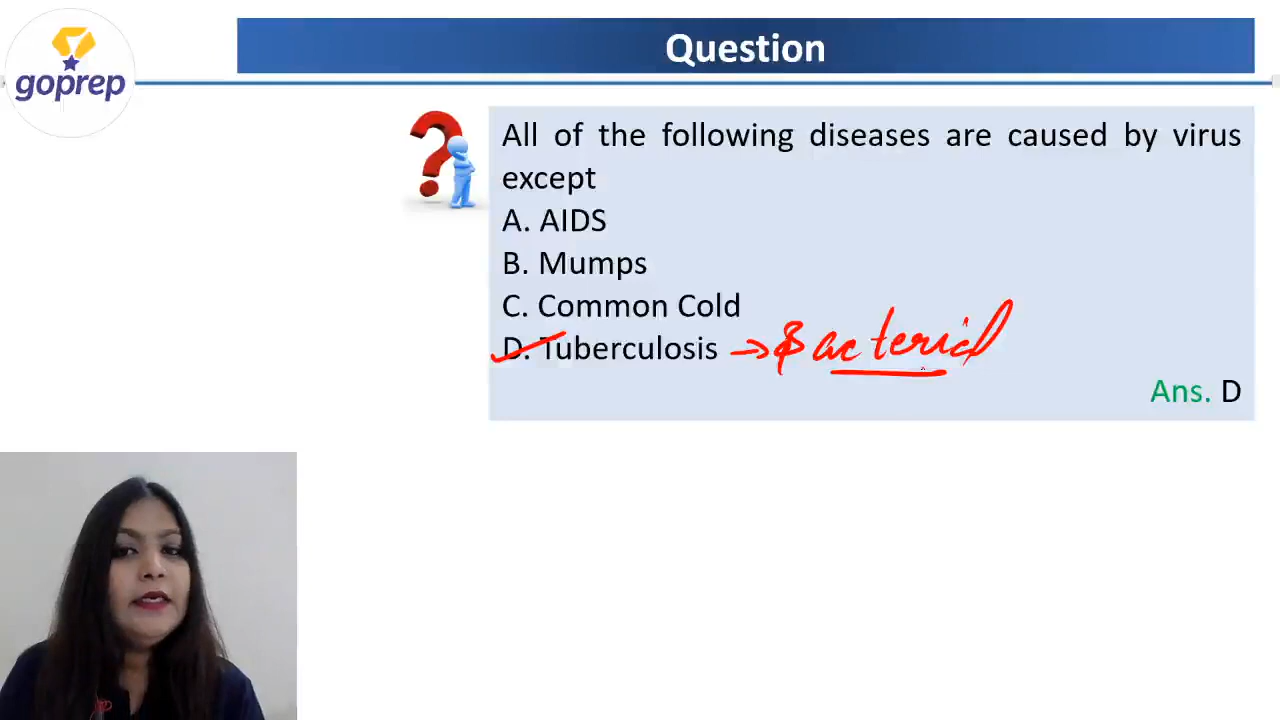 goprep
Question
All of the following diseases are caused by virus
except
A. AIDS
B. Mumps
C. Common Cold
D. Tuberculosis → Bacterial
Ans. D